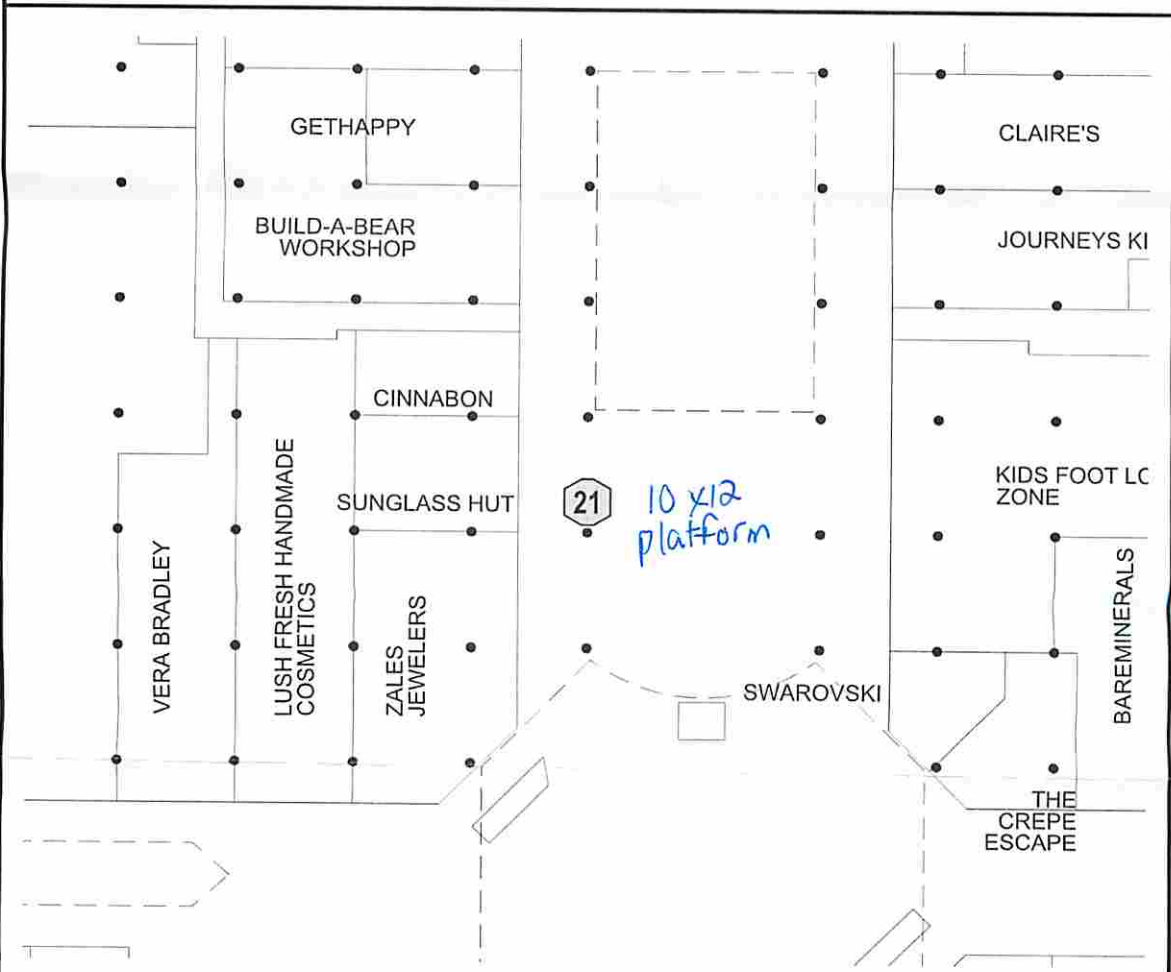 GETHAPPY
CLAIRE'S
BUILD-A-BEAR
WORKSHOP
JOURNEYS KI
CINNABON
SUNGLASS HUT
21
10 x12
platform
KIDS FOOT LC
ZONE
VERA BRADLEY
LUSH FRESH HANDMADE
COSMETICS
ZALES
JEWELERS
BAREMINERALS
SWAROVSKI
THE
CREPE
ESCAPE